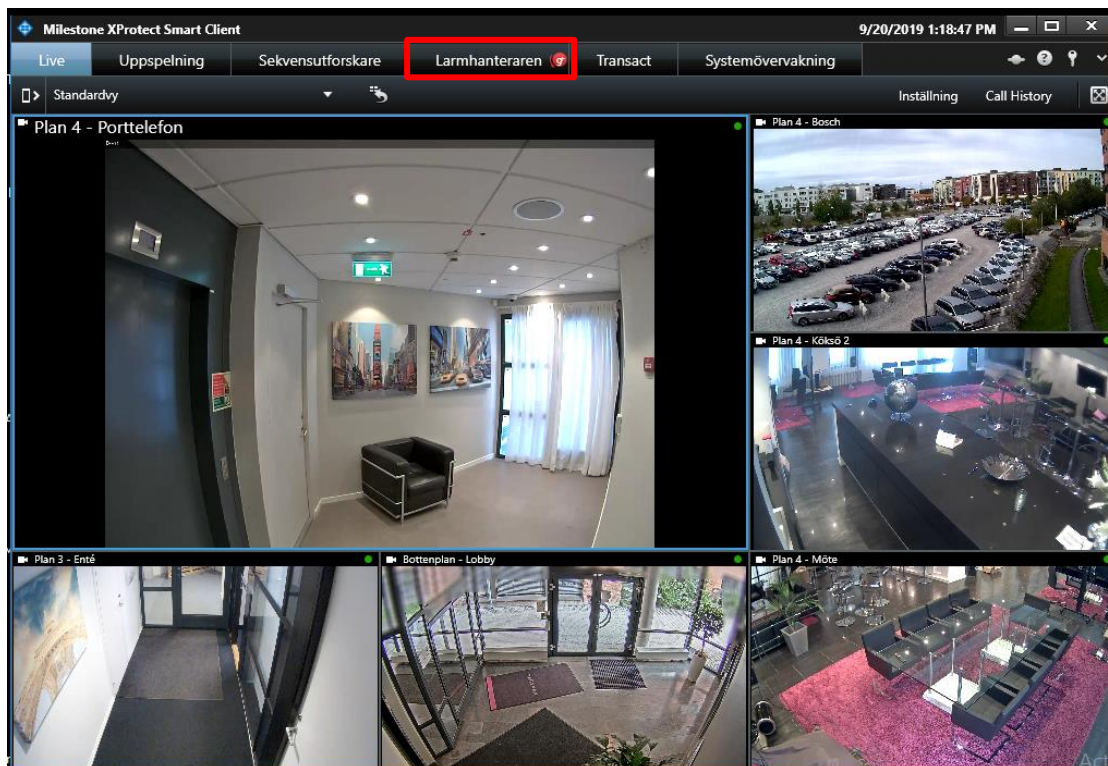 Milestone XProtect Smart Client
9/20/2019 1:18:47 PM
Live
Uppspelning
Sekvensutforskare
Larmhanteraren
Transact
Systemövervakning
Standardvy
Inställning
Call History
Plan 4 - Porttelefon
Plan 4 - Bosch
Plan 4 - Köksö 2
Plan 3 - Enté
Bottenplan - Lobby
Plan 4 - Möte